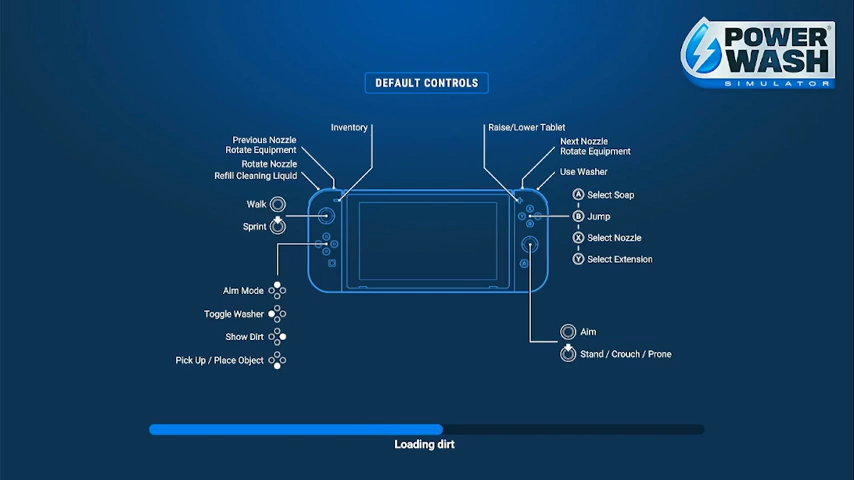 POWER
WASH
SIMULATOR
DEFAULT CONTROLS
Inventory
Raise/Lower Tablet
Previous Nozzle
Rotate Equipment
Rotate Nozzle
Refill Cleaning Liquid
Next Nozzle
Rotate Equipment
Use Washer
Walk
Sprint
A Select Soap
B Jump
X Select Nozzle
Y Select Extension
Aim Mode
Toggle Washer
Show Dirt
Pick Up / Place Object
Aim
Stand / Crouch / Prone
Loading dirt